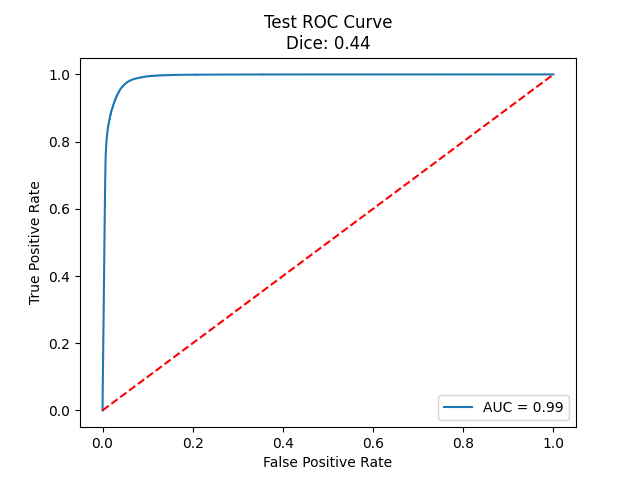 Test ROC Curve
Dice: 0.44
True Positive Rate
1.0
0.8
0.6
0.4
0.2
0.0
AUC = 0.99
0.0 0.2 0.4 0.6 0.8 1.0
False Positive Rate